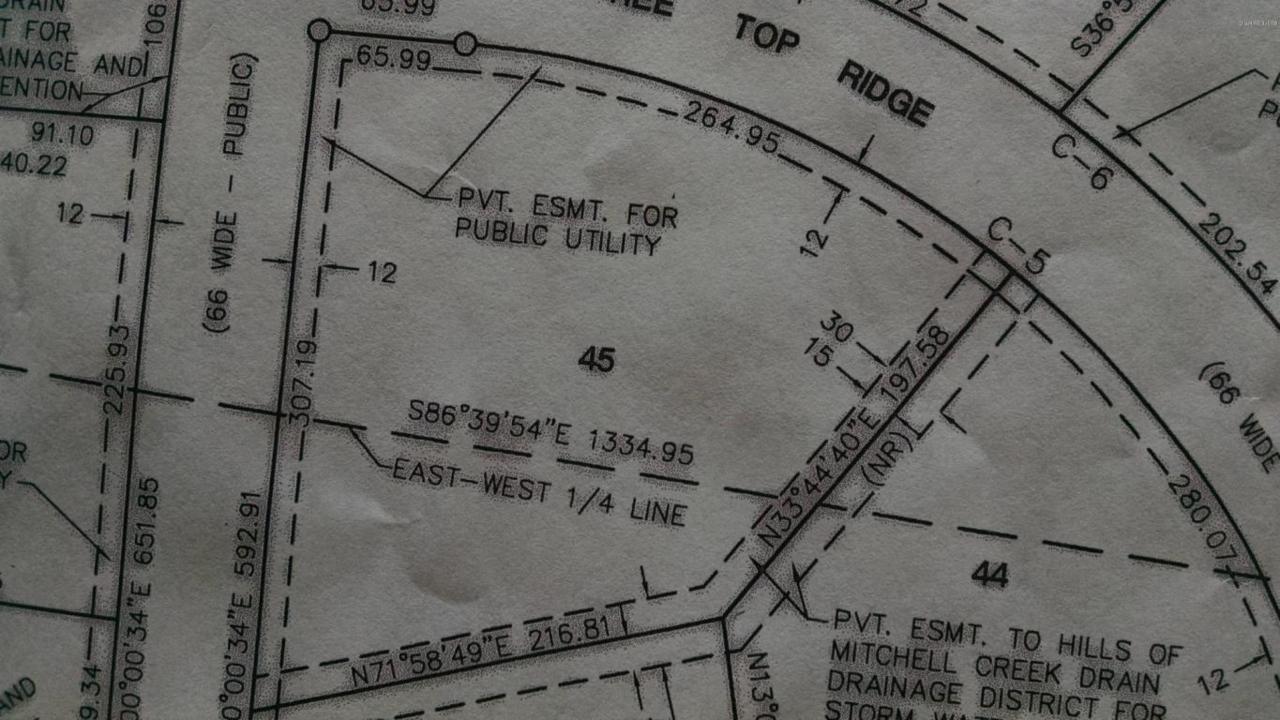 T FOR
106
AINAGE AND
ENTION
91.10
40.22
12
225.93
651.85
(66 WIDE – PUBLIC)
65.99
65.99
TOP
RIDGE
264.95
PVT. ESMT. FOR
PUBLIC UTILITY
12
12
307.19
592.91
45
S86°39'54"E 1334.95
EAST–WEST 1/4 LINE
30
15
N33°44'40"E 197.58
(NR)
C–5
C–6
202.54
(66 WIDE
280.07
44
N71°58'49"E 216.81
PVT. ESMT. TO HILLS OF
MITCHELL CREEK DRAIN
DRAINAGE DISTRICT FOR
12
9.34
00°00'34"E
0°00'34"E
AND